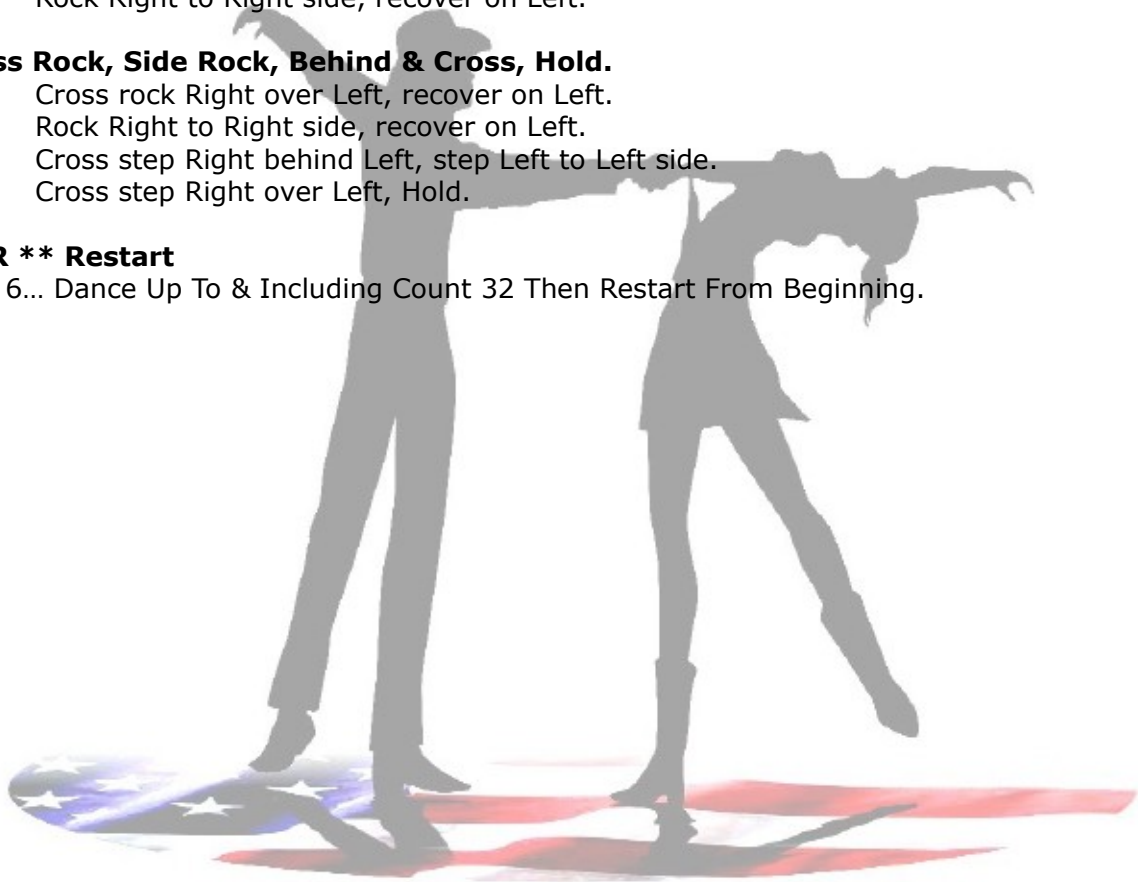 Rock Right to Right side, recover on Left.
ss Rock, Side Rock, Behind & Cross, Hold.
Cross rock Right over Left, recover on Left.
Rock Right to Right side, recover on Left.
Cross step Right behind Left, step Left to Left side.
Cross step Right over Left, Hold.
R ** Restart
6… Dance Up To & Including Count 32 Then Restart From Beginning.